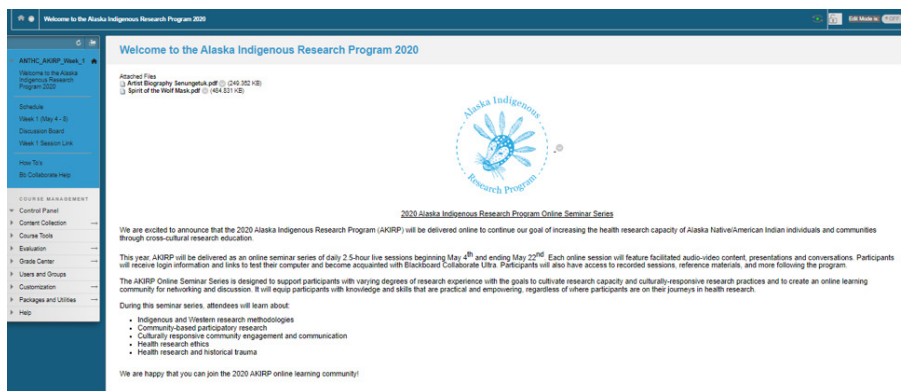 Welcome to the Alaska Indigenous Research Program 2020
Edit Mode is:
OFF
ANTHC_AKIRP_Week_1
Welcome to the Alaska
Indigenous Research
Program 2020
Schedule
Week 1 (May 4 - 8)
Discussion Board
Week 1 Session Link
How To's
Bb Collaborate Help
COURSE MANAGEMENT
Control Panel
Content Collection
Course Tools
Evaluation
Grade Center
Users and Groups
Customization
Packages and Utilities
Help
Welcome to the Alaska Indigenous Research Program 2020
Attached Files
Artist Biography Senungetuk.pdf (249.352 KB)
Spirit of the Wolf Mask.pdf (484.831 KB)
Alaska Indigenous
Research Program
2020 Alaska Indigenous Research Program Online Seminar Series
We are excited to announce that the 2020 Alaska Indigenous Research Program (AKIRP) will be delivered online to continue our goal of increasing the health research capacity of Alaska Native/American Indian individuals and communities
through cross-cultural research education.
This year, AKIRP will be delivered as an online seminar series of daily 2.5-hour live sessions beginning May 4th and ending May 22nd. Each online session will feature facilitated audio-video content, presentations and conversations. Participants
will receive login information and links to test their computer and become acquainted with Blackboard Collaborate Ultra. Participants will also have access to recorded sessions, reference materials, and more following the program.
The AKIRP Online Seminar Series is designed to support participants with varying degrees of research experience with the goals to cultivate research capacity and culturally-responsive research practices and to create an online learning
community for networking and discussion. It will equip participants with knowledge and skills that are practical and empowering, regardless of where participants are on their journeys in health research.
During this seminar series, attendees will learn about:
• Indigenous and Western research methodologies
• Community-based participatory research
• Culturally responsive community engagement and communication
• Health research ethics
• Health research and historical trauma
We are happy that you can join the 2020 AKIRP online learning community!